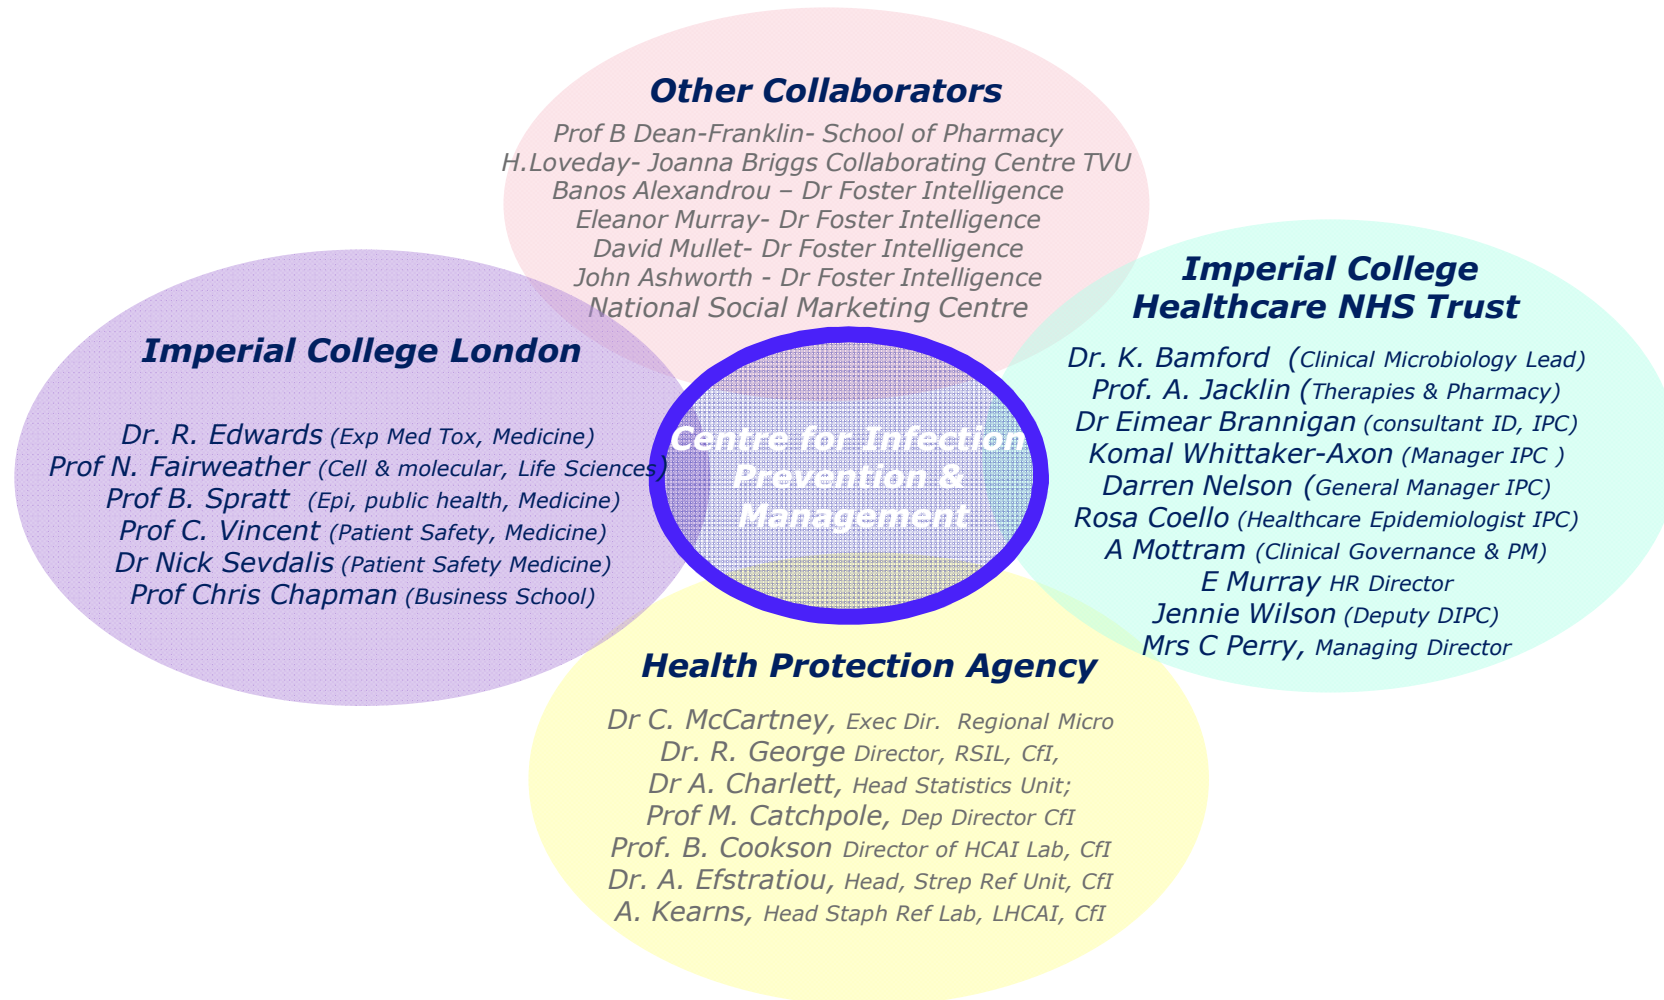 Other Collaborators
Prof B Dean-Franklin- School of Pharmacy
H.Loveday- Joanna Briggs Collaborating Centre TVU
Banos Alexandrou – Dr Foster Intelligence
Eleanor Murray- Dr Foster Intelligence
David Mullet- Dr Foster Intelligence
John Ashworth - Dr Foster Intelligence
National Social Marketing Centre
Imperial College London
Dr. R. Edwards (Exp Med Tox, Medicine)
Prof N. Fairweather (Cell & molecular, Life Sciences)
Prof B. Spratt (Epi, public health, Medicine)
Prof C. Vincent (Patient Safety, Medicine)
Dr Nick Sevdalis (Patient Safety Medicine)
Prof Chris Chapman (Business School)
Centre for Infection
Prevention &
Management
Imperial College
Healthcare NHS Trust
Dr. K. Bamford (Clinical Microbiology Lead)
Prof. A. Jacklin (Therapies & Pharmacy)
Dr Eimear Brannigan (consultant ID, IPC)
Komal Whittaker-Axon (Manager IPC )
Darren Nelson (General Manager IPC)
Rosa Coello (Healthcare Epidemiologist IPC)
A Mottram (Clinical Governance & PM)
E Murray HR Director
Jennie Wilson (Deputy DIPC)
Mrs C Perry, Managing Director
Health Protection Agency
Dr C. McCartney, Exec Dir. Regional Micro
Dr. R. George Director, RSIL, CfI,
Dr A. Charlett, Head Statistics Unit;
Prof M. Catchpole, Dep Director CfI
Prof. B. Cookson Director of HCAI Lab, CfI
Dr. A. Efstratiou, Head, Strep Ref Unit, CfI
A. Kearns, Head Staph Ref Lab, LHCAI, CfI